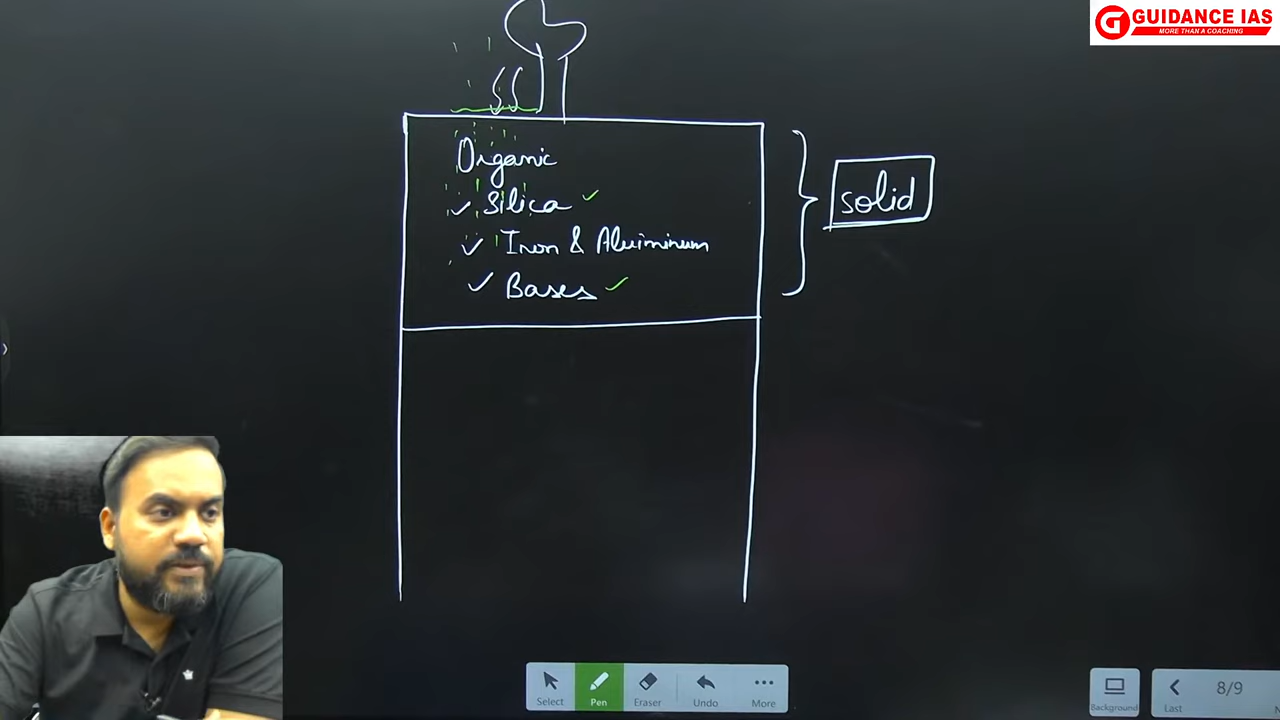 GUIDANCE IAS
MORE THAN A COACHING
Organic
Silica
solid
Iron & Aluiminum
Bases
Select
Pen
Eraser
Undo
More
Background
Last
8/9